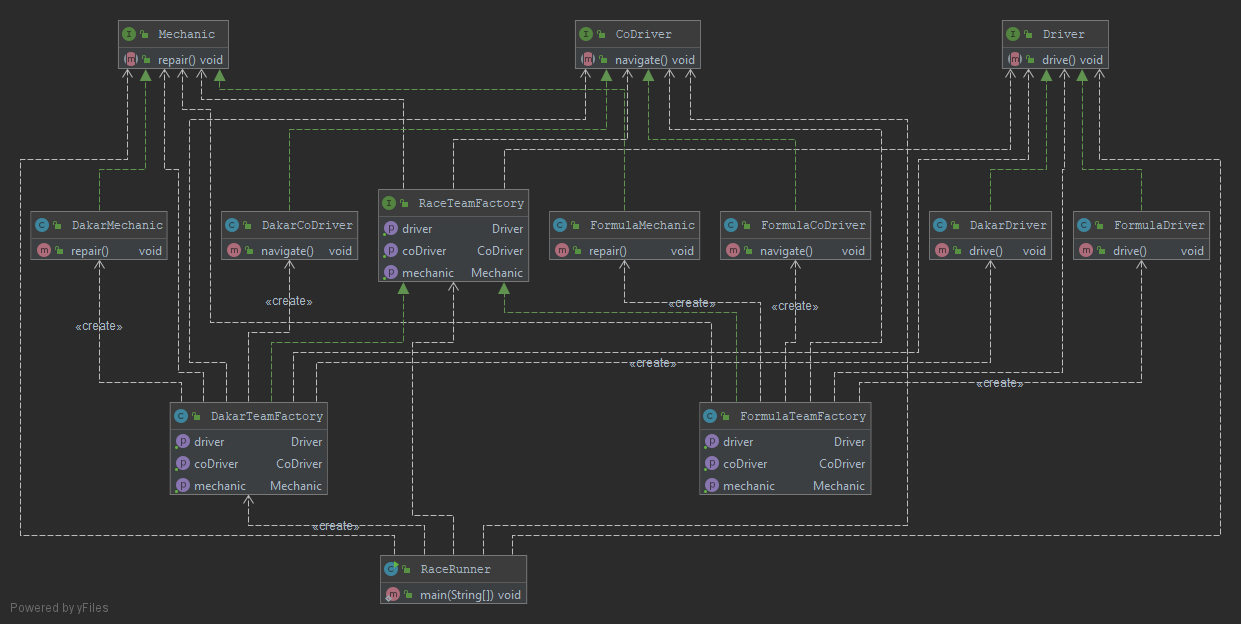 Mechanic
repair() void
CoDriver
navigate() void
Driver
drive() void
DakarMechanic
repair() void
DakarCoDriver
navigate() void
RaceTeamFactory
driver Driver
coDriver CoDriver
mechanic Mechanic
FormulaMechanic
repair() void
FormulaCoDriver
navigate() void
DakarDriver
drive() void
FormulaDriver
drive() void
«create»
«create»
«create»
«create»
«create»
«create»
DakarTeamFactory
driver Driver
coDriver CoDriver
mechanic Mechanic
FormulaTeamFactory
driver Driver
coDriver CoDriver
mechanic Mechanic
«create»
RaceRunner
main(String[]) void
Powered by yFiles